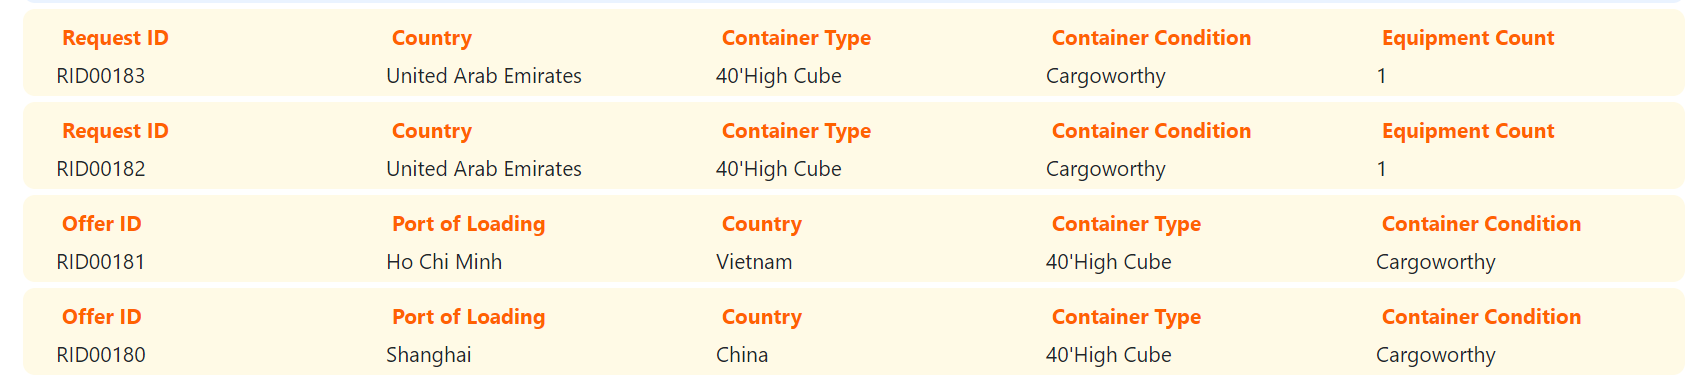 Request ID Country Container Type Container Condition Equipment Count
RID00183 United Arab Emirates 40'High Cube Cargoworthy 1
Request ID Country Container Type Container Condition Equipment Count
RID00182 United Arab Emirates 40'High Cube Cargoworthy 1
Offer ID Port of Loading Country Container Type Container Condition
RID00181 Ho Chi Minh Vietnam 40'High Cube Cargoworthy
Offer ID Port of Loading Country Container Type Container Condition
RID00180 Shanghai China 40'High Cube Cargoworthy